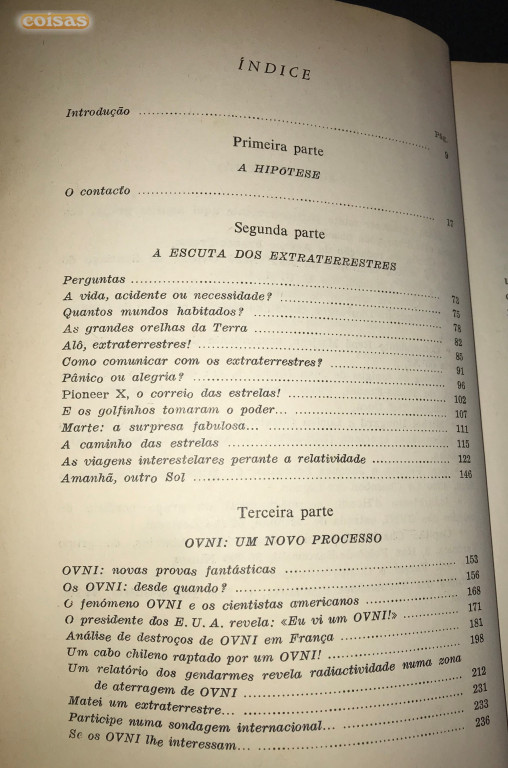 coisas
ÍNDICE
Pág.
Introdução 9
Primeira parte
A HIPÓTESE
O contacto 17
Segunda parte
A ESCUTA DOS EXTRATERRESTRES
Perguntas 73
A vida, acidente ou necessidade? 75
Quantos mundos habitados? 78
As grandes orelhas da Terra 82
Alô, extraterrestres! 85
Como comunicar com os extraterrestres? 91
Pânico ou alegria? 96
Pioneer X, o correio das estrelas! 102
E os golfinhos tomaram o poder... 107
Marte: a surpresa fabulosa... 111
A caminho das estrelas 115
As viagens interestelares perante a relatividade 122
Amanhã, outro Sol 146
Terceira parte
OVNI: UM NOVO PROCESSO
OVNI: novas provas fantásticas 153
Os OVNI: desde quando? 156
O fenómeno OVNI e os cientistas americanos 168
O presidente dos E. U. A. revela: «Eu vi um OVNI!» 171
Análise de destroços de OVNI em França 181
Um cabo chileno raptado por um OVNI! 198
Um relatório dos gendarmes revela radiactividade numa zona
de aterragem de OVNI 212
Matei um extraterrestre... 231
Participe numa sondagem internacional... 233
Se os OVNI lhe interessam... 236